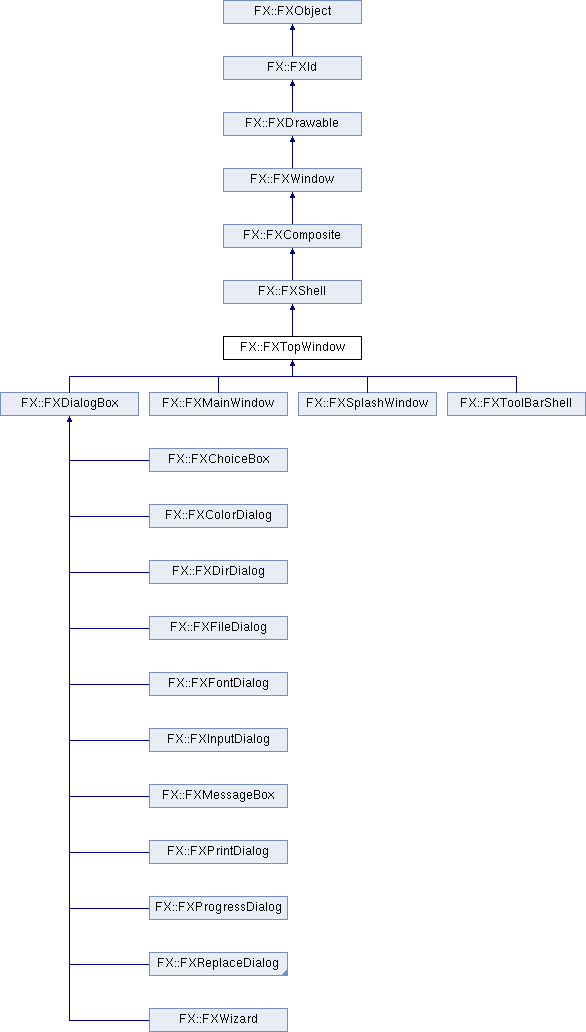 FX::FXObject
FX::FXId
FX::FXDrawable
FX::FXWindow
FX::FXComposite
FX::FXShell
FX::FXTopWindow
FX::FXDialogBox FX::FXMainWindow FX::FXSplashWindow FX::FXToolBarShell
FX::FXChoiceBox
FX::FXColorDialog
FX::FXDirDialog
FX::FXFileDialog
FX::FXFontDialog
FX::FXInputDialog
FX::FXMessageBox
FX::FXPrintDialog
FX::FXProgressDialog
FX::FXReplaceDialog
FX::FXWizard